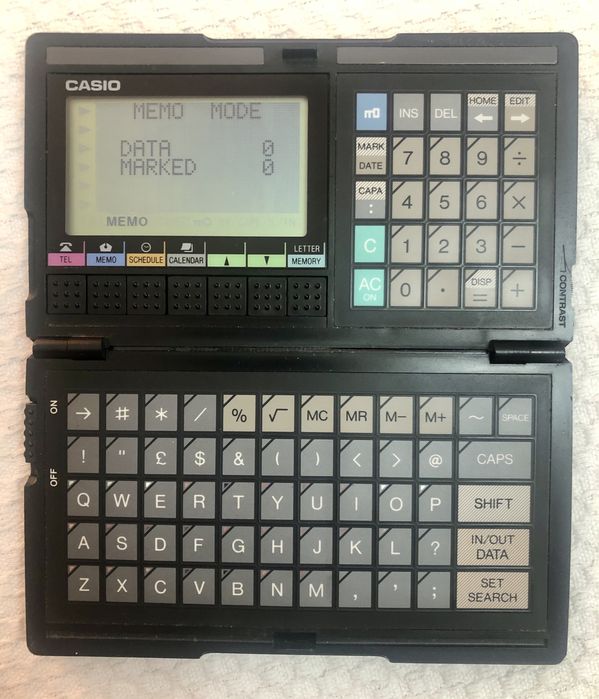 CASIO
MEMO MODE
DATA 0
MARKED 0
MEMO
TEL MEMO SCHEDULE CALENDAR ▲ ▼ LETTER
MEMORY
INS DEL HOME ← EDIT →
MARK
DATE 7 8 9 ÷
CAPA
: 4 5 6 ×
C 1 2 3 −
AC
ON 0 · DISP = +
CONTRAST
ON
OFF
→ # * / % √ MC MR M− M+ ~ SPACE
! " £ $ & ( ) < > @ CAPS
Q W E R T Y U I O P SHIFT
A S D F G H J K L ? IN/OUT
DATA
Z X C V B N M , ' ; SET
SEARCH